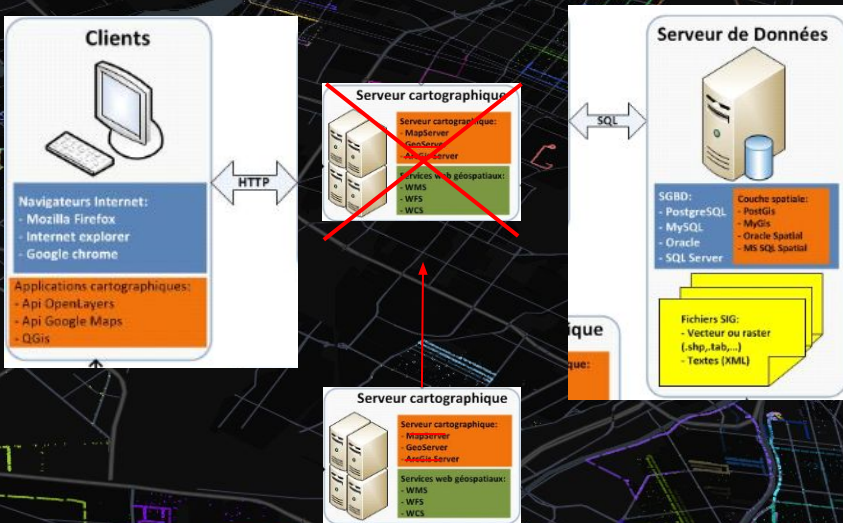 Clients
Navigateurs Internet:
- Mozilla Firefox
- Internet explorer
- Google chrome
Applications cartographiques:
- Api OpenLayers
- Api Google Maps
- QGis
HTTP
Serveur cartographique
Serveur cartographique:
- MapServer
- GeoServer
- ArcGis Server
Services web géospatiaux:
- WMS
- WFS
- WCS
SQL
Serveur de Données
SGBD:
- PostgreSQL
- MySQL
- Oracle
- SQL Server
Couche spatiale:
- PostGis
- MyGis
- Oracle Spatial
- MS SQL Spatial
Fichiers SIG:
- Vecteur ou raster
(.shp,.tab,...)
- Textes (XML)
ique
que:
Serveur cartographique
Serveur cartographique:
- MapServer
- GeoServer
- ArcGis Server
Services web géospatiaux:
- WMS
- WFS
- WCS